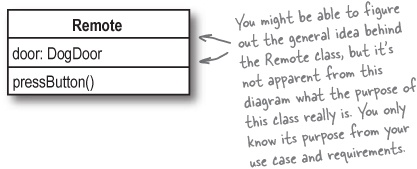 Remote
door: DogDoor
pressButton()
You might be able to figure
out the general idea behind
the Remote class, but it's
not apparent from this
diagram what the purpose of
this class really is. You only
know its purpose from your
use case and requirements.